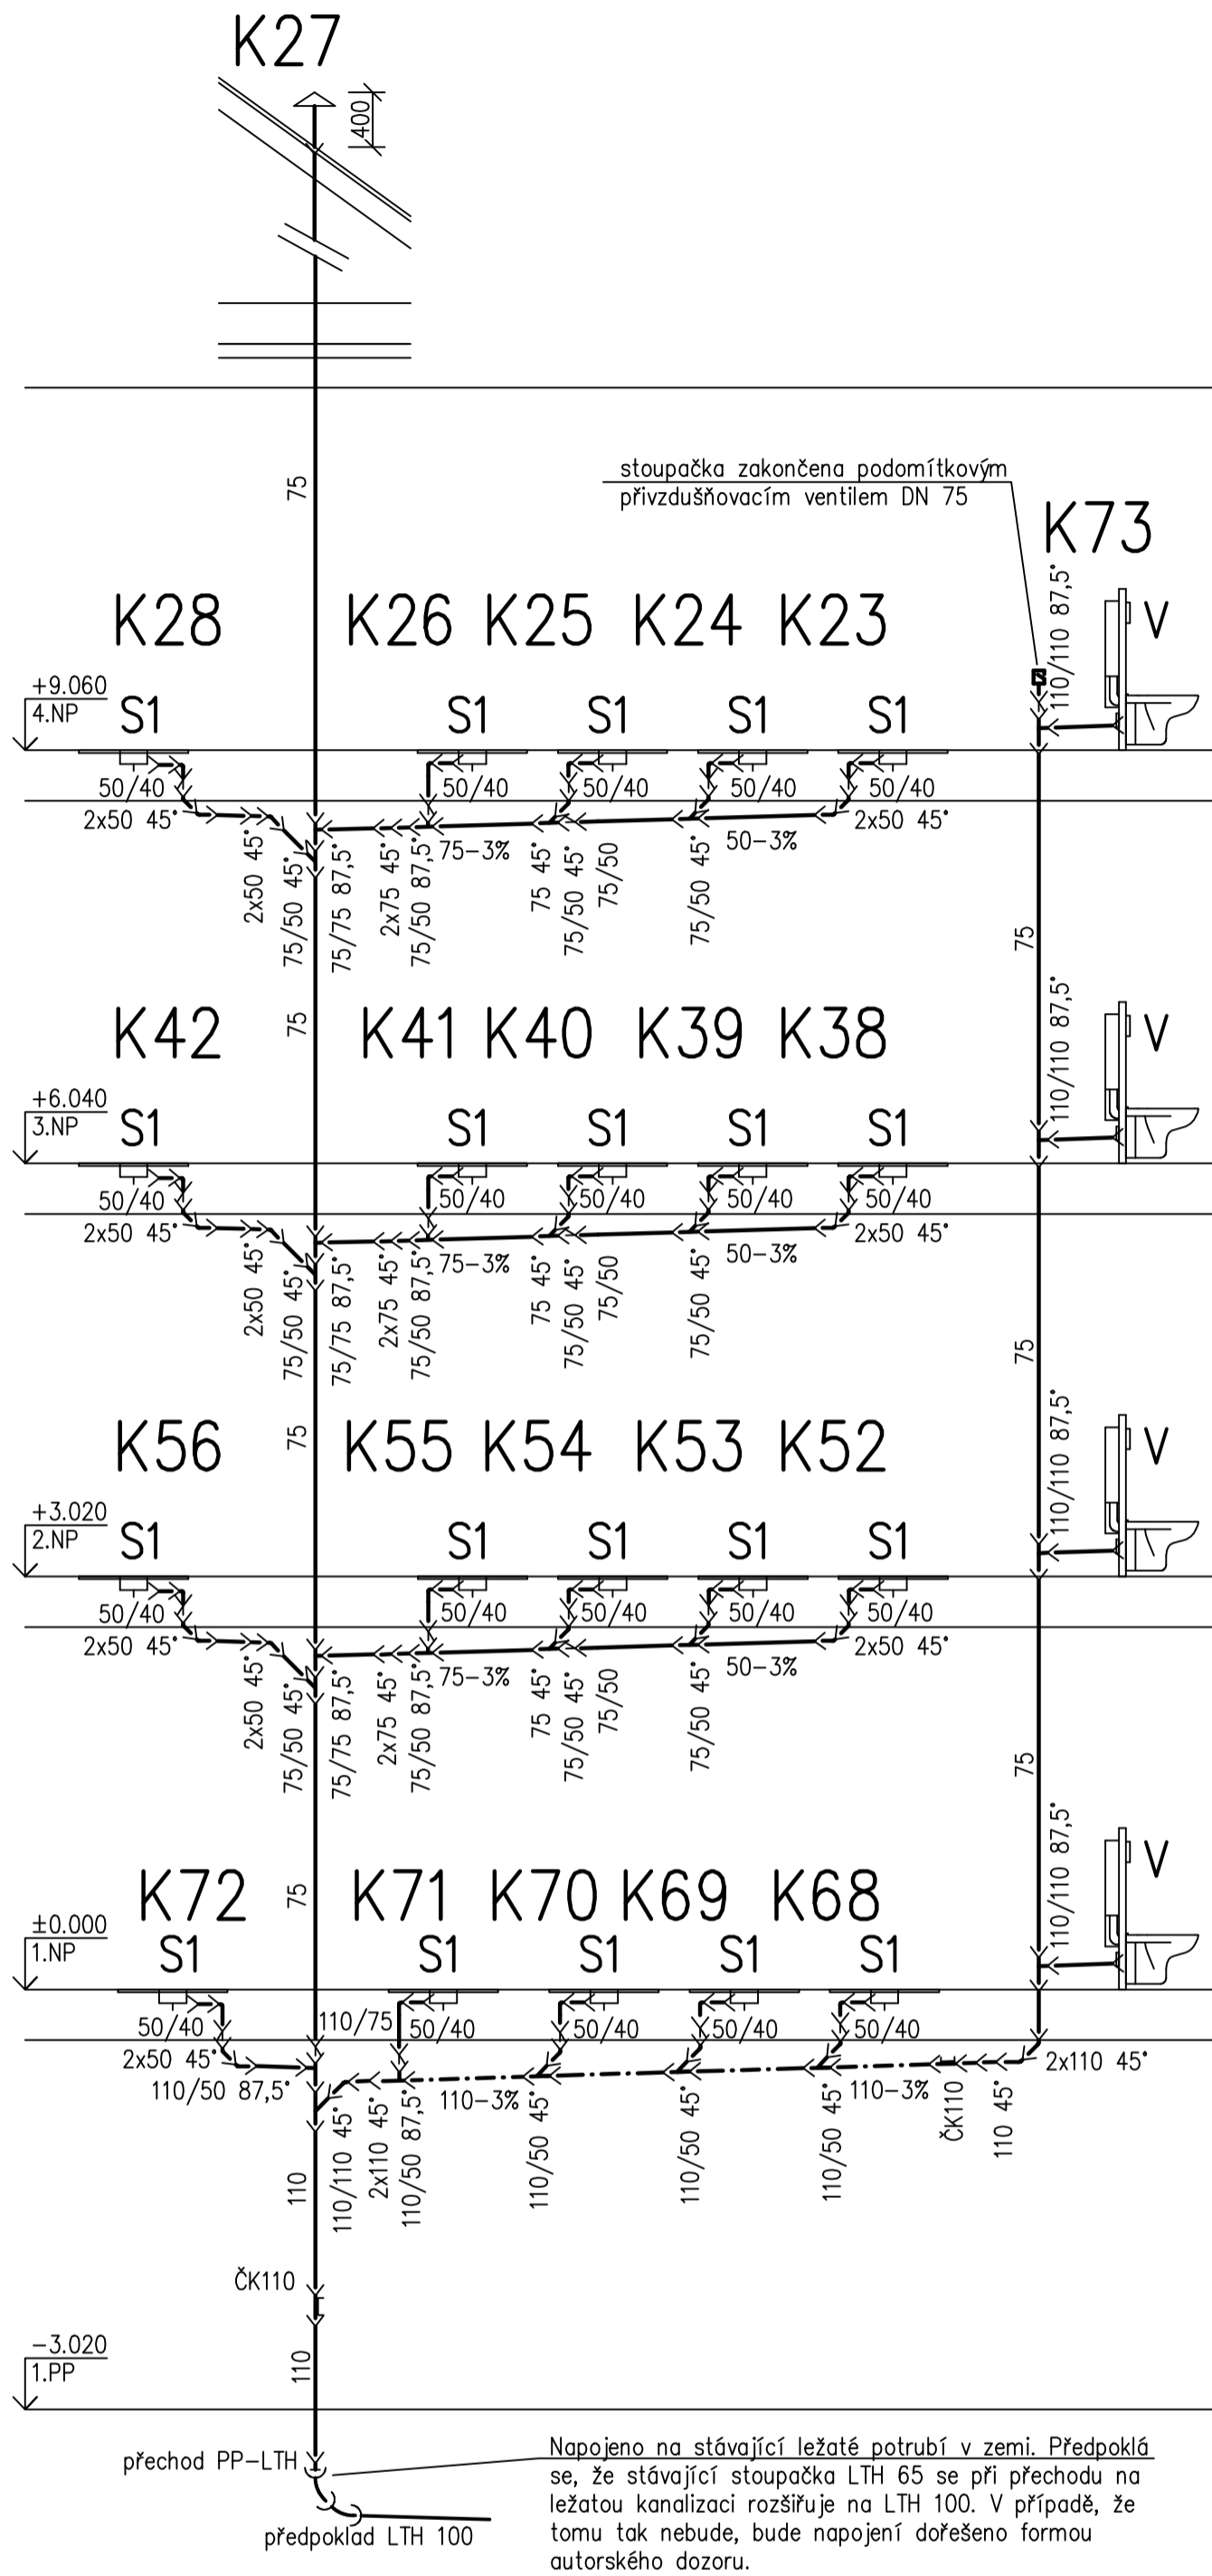 K27
400
75
stoupačka zakončena podomítkovým
přivzdušňovacím ventilem DN 75
K73
110/110 87,5°
V
K28 K26 K25 K24 K23
+9.060
4.NP
S1 S1 S1 S1 S1
50/40 50/40 50/40 50/40 50/40
2x50 45°
75-3%
50-3%
2x50 45°
2x50 45°
75/50 45°
75/75 87,5°
2x75 45°
75/50 87,5°
75 45°
75/50 45°
75/50
75/50 45°
75
75
110/110 87,5°
V
K42 K41 K40 K39 K38
+6.040
3.NP
S1 S1 S1 S1 S1
50/40 50/40 50/40 50/40 50/40
2x50 45°
75-3%
50-3%
2x50 45°
2x50 45°
75/50 45°
75/75 87,5°
2x75 45°
75/50 87,5°
75 45°
75/50 45°
75/50
75/50 45°
75
75
110/110 87,5°
V
K56 K55 K54 K53 K52
+3.020
2.NP
S1 S1 S1 S1 S1
50/40 50/40 50/40 50/40 50/40
2x50 45°
75-3%
50-3%
2x50 45°
2x50 45°
75/50 45°
75/75 87,5°
2x75 45°
75/50 87,5°
75 45°
75/50 45°
75/50
75/50 45°
75
75
110/110 87,5°
V
K72 K71 K70 K69 K68
±0.000
1.NP
S1 S1 S1 S1 S1
50/40 110/75 50/40 50/40 50/40 50/40
2x50 45°
110/50 87,5°
110-3%
110-3%
2x110 45°
110
110/110 45°
2x110 45°
110/50 87,5°
110/50 45°
110/50 45°
110/50 45°
ČK110
110 45°
ČK110
110
-3.020
1.PP
přechod PP-LTH
předpoklad LTH 100
Napojeno na stávající ležaté potrubí v zemi. Předpoklá
se, že stávající stoupačka LTH 65 se při přechodu na
ležatou kanalizaci rozšiřuje na LTH 100. V případě, že
tomu tak nebude, bude napojení dořešeno formou
autorského dozoru.